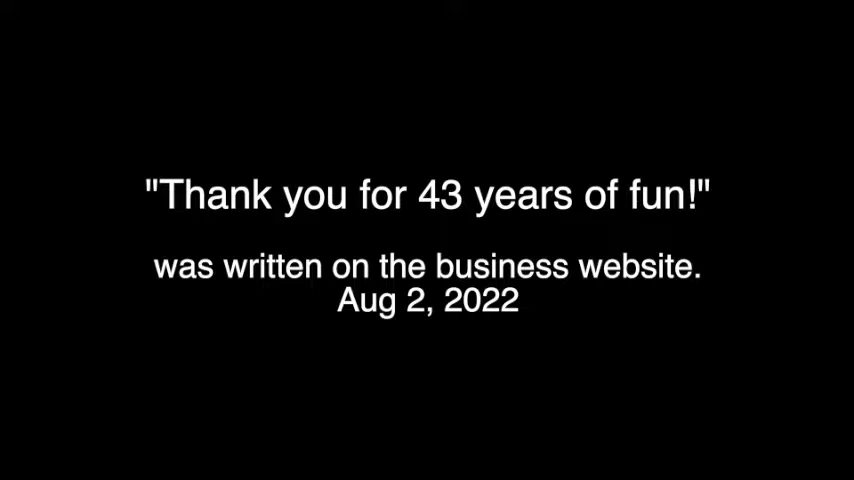 "Thank you for 43 years of fun!"
was written on the business website.
Aug 2, 2022